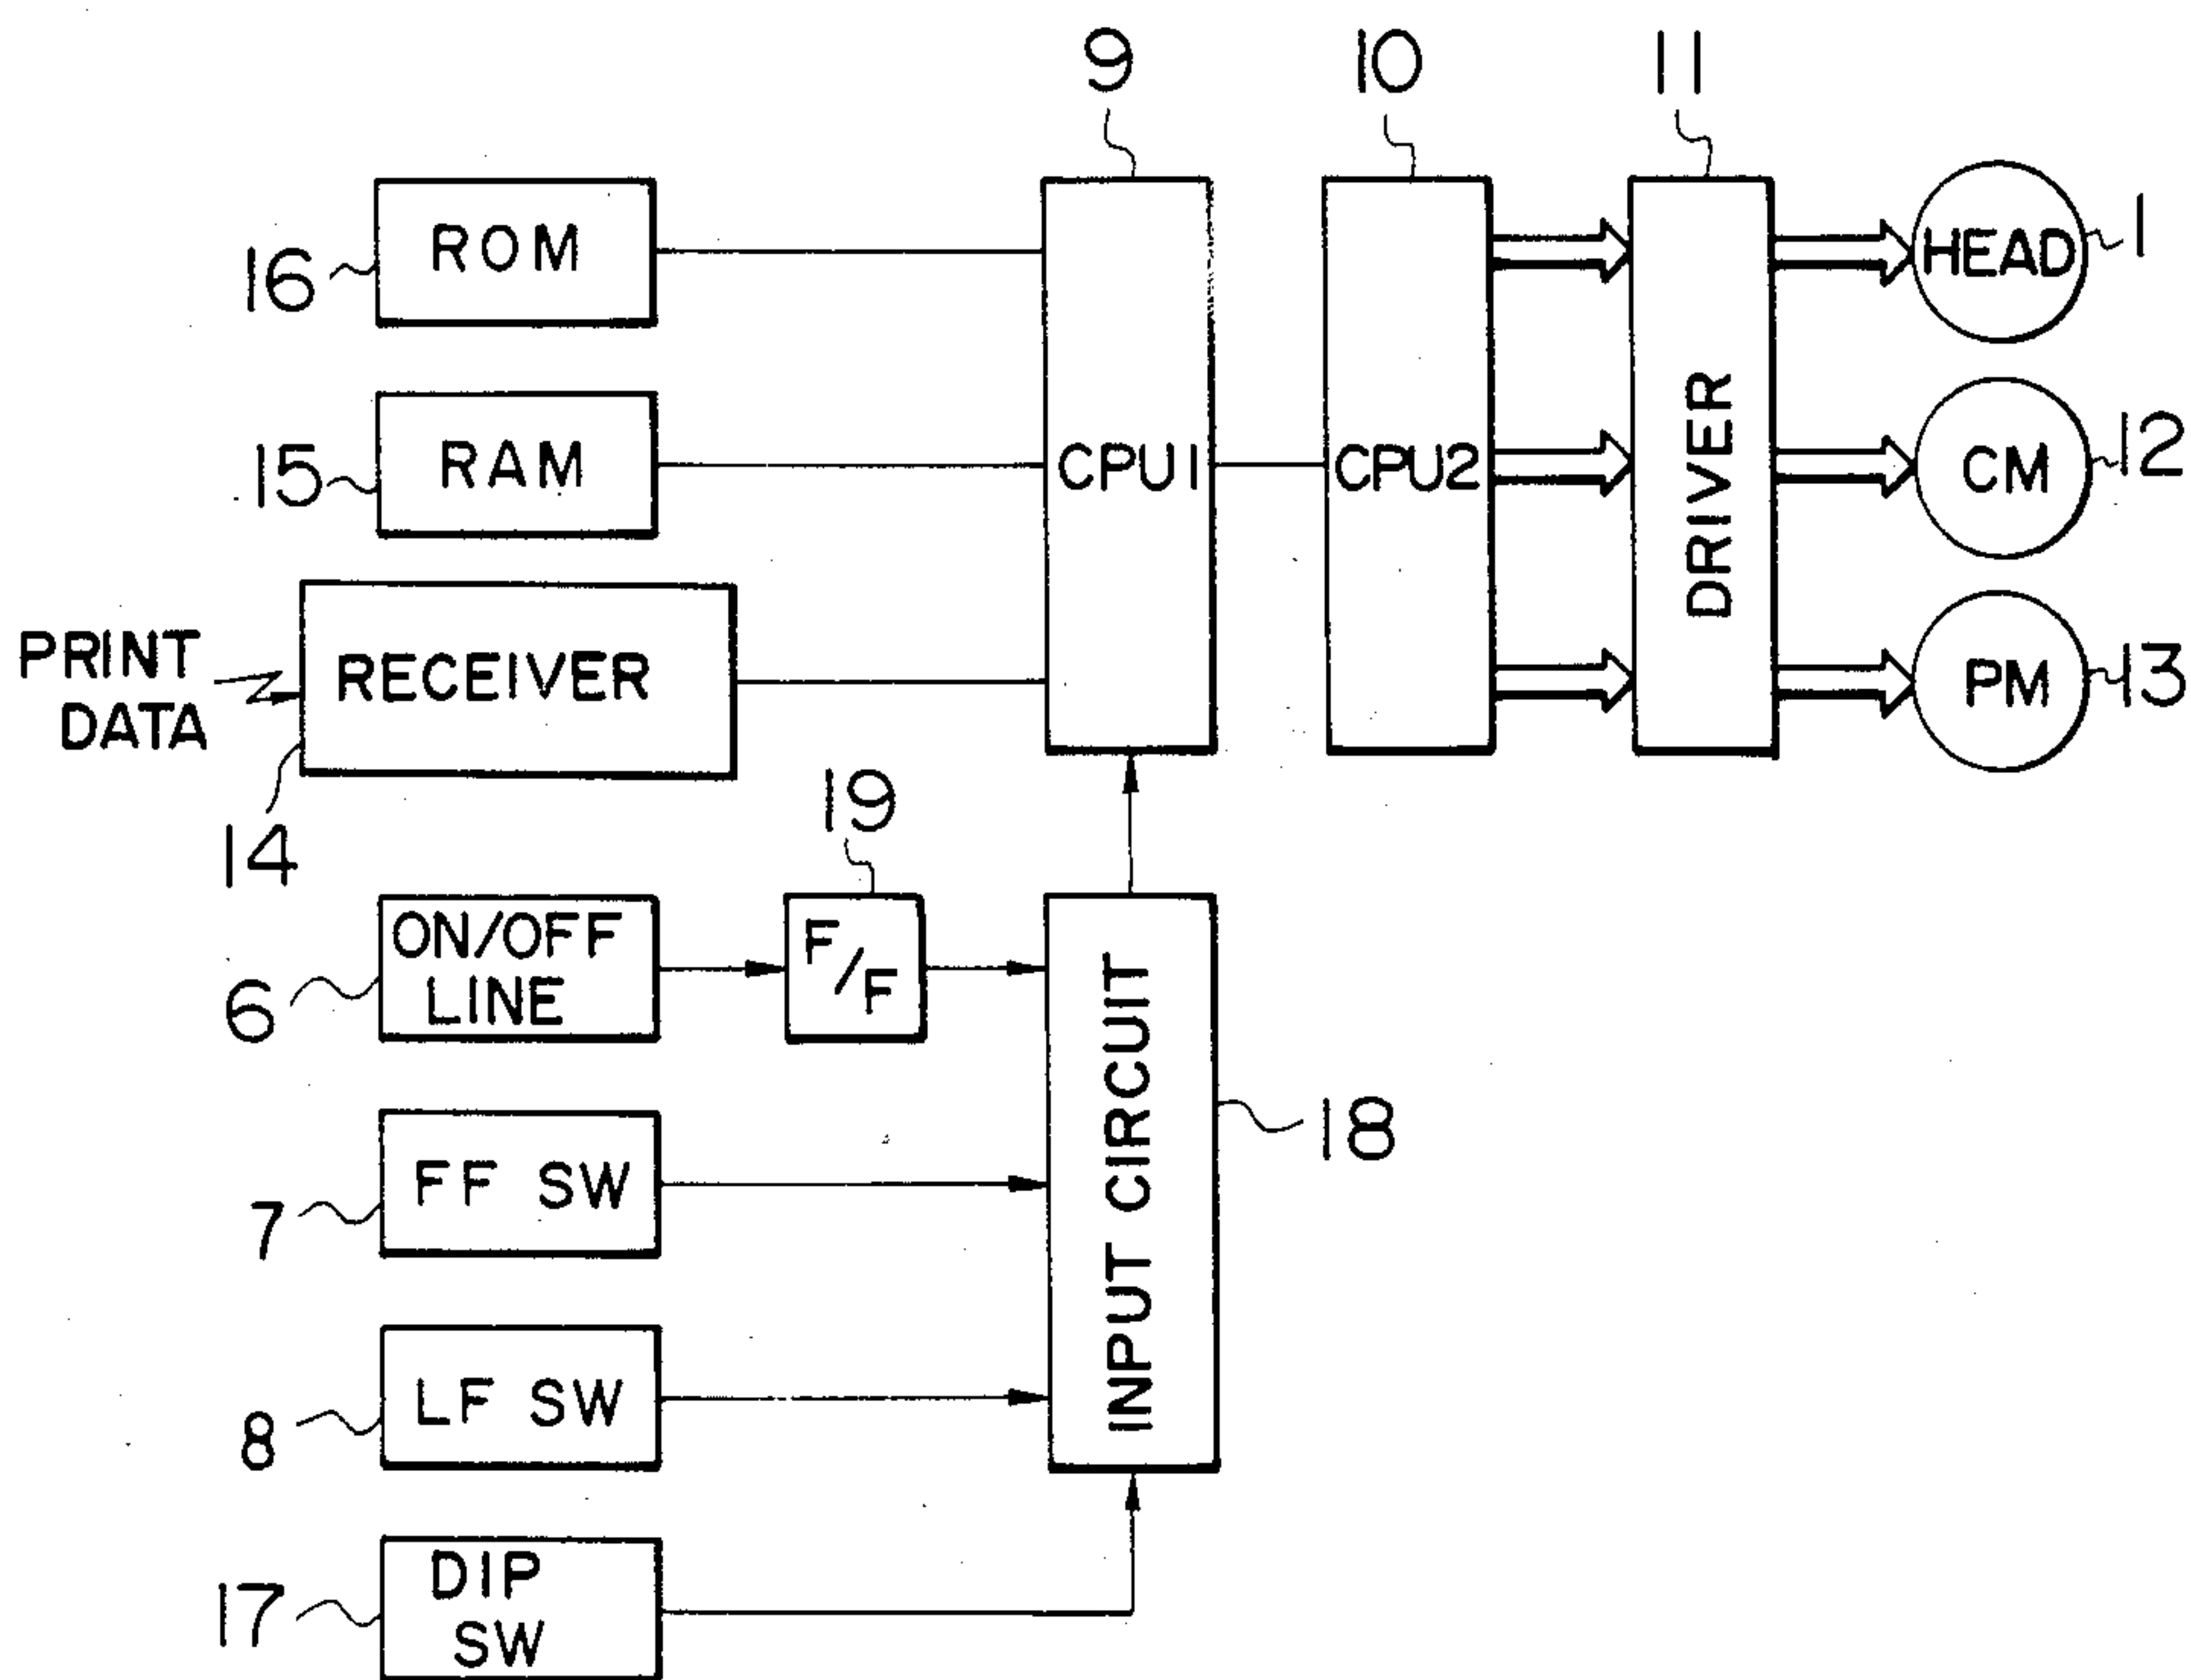 9
10
11
16
ROM
HEAD
1
15
RAM
CPU1
CPU2
DRIVER
CM
12
PRINT
DATA
RECEIVER
PM
13
14
19
ON/OFF
LINE
6
F/F
INPUT CIRCUIT
18
FF SW
7
LF SW
8
DIP
SW
17